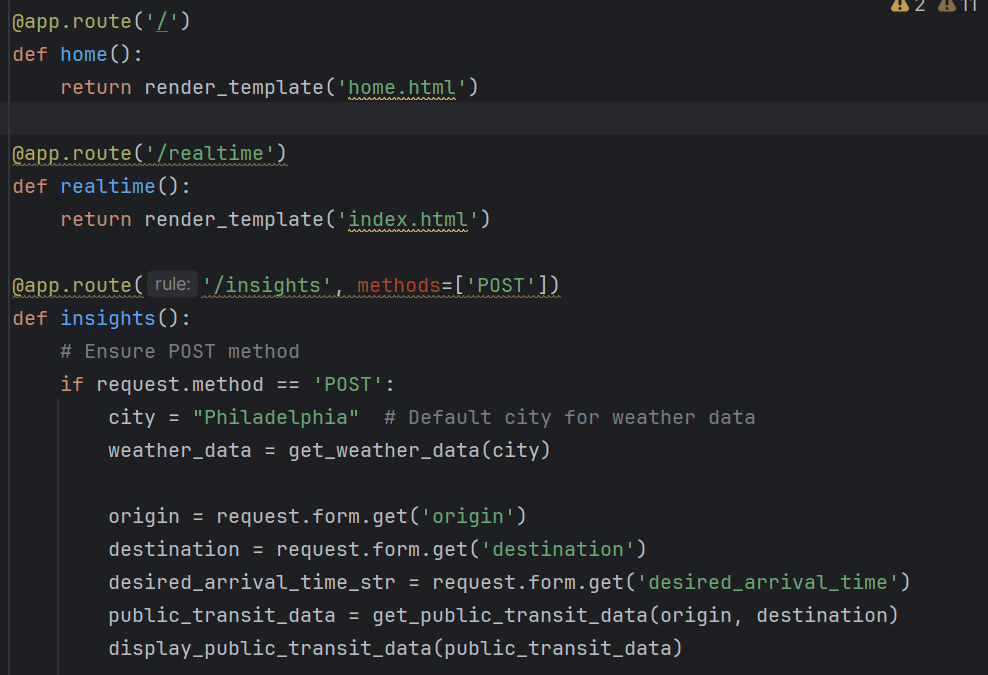 2 11
@app.route('/')
def home():
    return render_template('home.html')

@app.route('/realtime')
def realtime():
    return render_template('index.html')

@app.route( rule: '/insights', methods=['POST'])
def insights():
    # Ensure POST method
    if request.method == 'POST':
        city = "Philadelphia"  # Default city for weather data
        weather_data = get_weather_data(city)

        origin = request.form.get('origin')
        destination = request.form.get('destination')
        desired_arrival_time_str = request.form.get('desired_arrival_time')
        public_transit_data = get_public_transit_data(origin, destination)
        display_public_transit_data(public_transit_data)